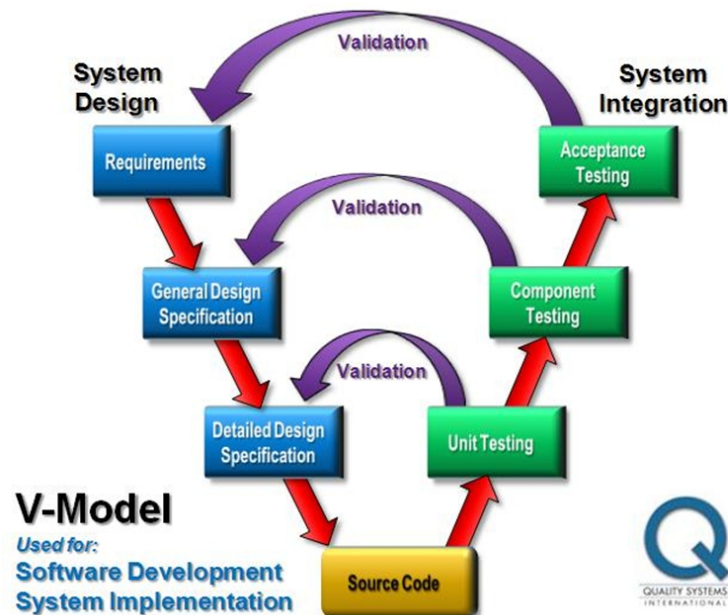 Validation
System
Design
System
Integration
Requirements
Acceptance
Testing
Validation
General Design
Specification
Component
Testing
Validation
Detailed Design
Specification
Unit Testing
V-Model
Used for:
Software Development
System Implementation
Source Code
Q
QUALITY SYSTEMS
INTERNATIONAL